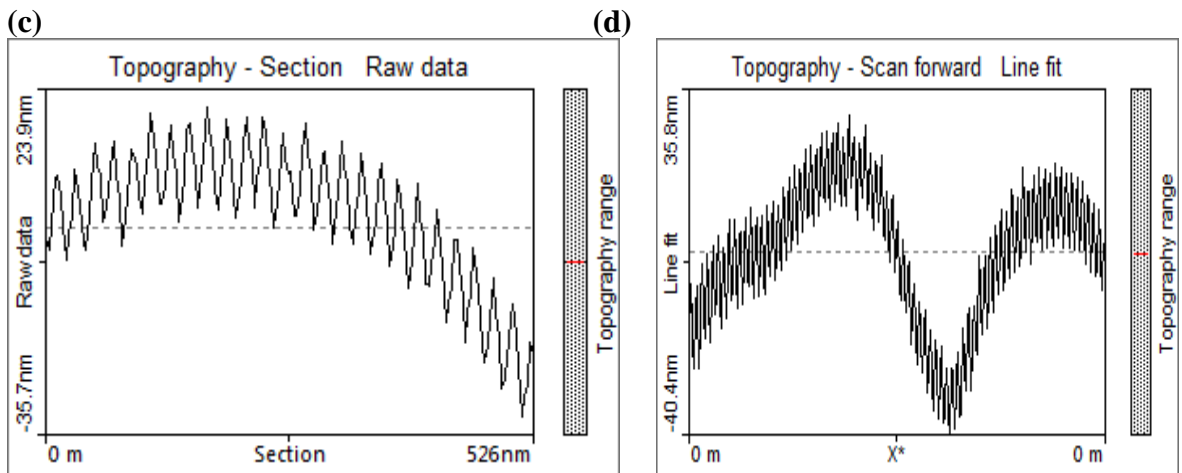 (c)
Topography - Section Raw data
23.9nm
Raw data
-35.7nm
0 m Section 526nm
Topography range
(d)
Topography - Scan forward Line fit
35.8nm
Line fit
-40.4nm
0 m X* 0 m
Topography range